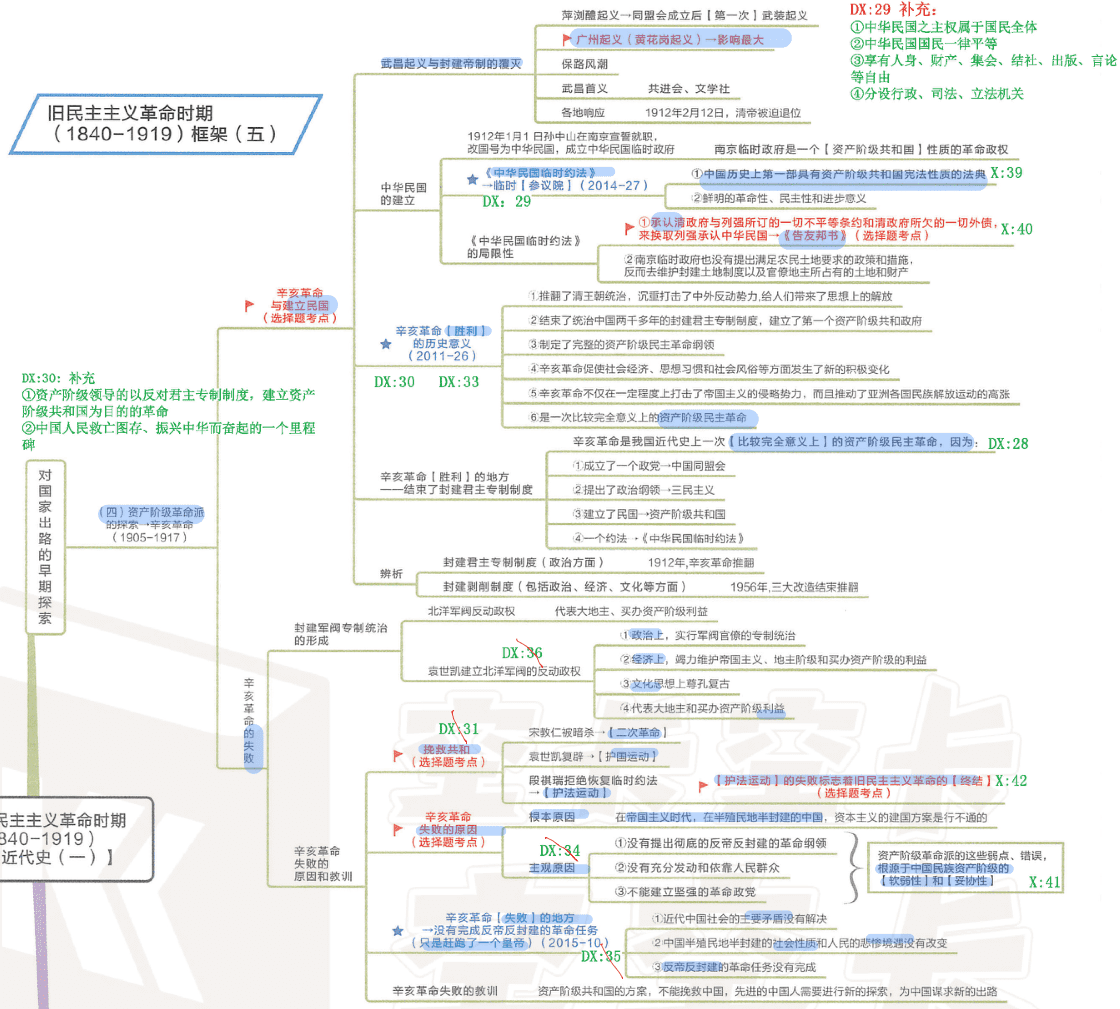 DX:29 补充：
①中华民国之主权属于国民全体
②中华民国国民一律平等
③享有人身、财产、集会、结社、出版、言论
等自由
④分设行政、司法、立法机关
旧民主主义革命时期
（1840-1919）框架（五）
DX:30: 补充
①资产阶级领导的以反对君主专制制度，建立资产
阶级共和国为目的的革命
②中国人民救亡图存、振兴中华而奋起的一个里程
碑
对国家出路的早期探索
民主主义革命时期
840-1919）
近代史（一）】
（四）资产阶级革命派
的探索→辛亥革命
（1905-1917）
辛亥革命
与建立民国
（选择题考点）
武昌起义与封建帝制的覆灭
萍浏醴起义→同盟会成立后【第一次】武装起义
广州起义（黄花岗起义）→影响最大
保路风潮
武昌首义 共进会、文学社
各地响应 1912年2月12日，清帝被迫退位
中华民国
的建立
1912年1月1日孙中山在南京宣誓就职，
改国号为中华民国，成立中华民国临时政府
南京临时政府是一个【资产阶级共和国】性质的革命政权
《中华民国临时约法》
→临时【参议院】（2014-27）
DX: 29
①中国历史上第一部具有资产阶级共和国宪法性质的法典
X:39
②鲜明的革命性、民主性和进步意义
《中华民国临时约法》
的局限性
①承认清政府与列强所订的一切不平等条约和清政府所欠的一切外债，
来换取列强承认中华民国→《告友邦书》（选择题考点）
X:40
②南京临时政府也没有提出满足农民土地要求的政策和措施，
反而去维护封建土地制度以及官僚地主所占有的土地和财产
辛亥革命【胜利】
的历史意义
（2011-26）
DX:30 DX:33
①推翻了清王朝统治，沉重打击了中外反动势力，给人们带来了思想上的解放
②结束了统治中国两千多年的封建君主专制制度，建立了第一个资产阶级共和政府
③制定了完整的资产阶级民主革命纲领
④辛亥革命促使社会经济、思想习惯和社会风俗等方面发生了新的积极变化
⑤辛亥革命不仅在一定程度上打击了帝国主义的侵略势力，而且推动了亚洲各国民族解放运动的高涨
⑥是一次比较完全意义上的资产阶级民主革命
辛亥革命【胜利】的地方
——结束了封建君主专制制度
辛亥革命是我国近代史上一次【比较完全意义上】的资产阶级民主革命，因为：
DX:28
①成立了一个政党→中国同盟会
②提出了政治纲领→三民主义
③建立了民国→资产阶级共和国
④一个约法→《中华民国临时约法》
辨析
封建君主专制制度（政治方面） 1912年,辛亥革命推翻
封建剥削制度（包括政治、经济、文化等方面） 1956年,三大改造结束推翻
辛亥革命的失败
封建军阀专制统治
的形成
北洋军阀反动政权 代表大地主、买办资产阶级利益
DX:36
袁世凯建立北洋军阀的反动政权
①政治上，实行军阀官僚的专制统治
②经济上，竭力维护帝国主义、地主阶级和买办资产阶级的利益
③文化思想上尊孔复古
④代表大地主和买办资产阶级利益
辛亥革命
失败的
原因和教训
DX:31
挽救共和
（选择题考点）
宋教仁被暗杀→【二次革命】
袁世凯复辟→【护国运动】
段祺瑞拒绝恢复临时约法
→【护法运动】
【护法运动】的失败标志着旧民主主义革命的【终结】
（选择题考点）
X:42
辛亥革命
失败的原因
（选择题考点）
根本原因 在帝国主义时代，在半殖民地半封建的中国，资本主义的建国方案是行不通的
DX:34
主观原因
①没有提出彻底的反帝反封建的革命纲领
②没有充分发动和依靠人民群众
③不能建立坚强的革命政党
资产阶级革命派的这些弱点、错误，
根源于中国民族资产阶级的
【软弱性】和【妥协性】
X:41
辛亥革命【失败】的地方
→没有完成反帝反封建的革命任务
（只是赶跑了一个皇帝）（2015-10）
DX:35
①近代中国社会的主要矛盾没有解决
②中国半殖民地半封建的社会性质和人民的悲惨境遇没有改变
③反帝反封建的革命任务没有完成
辛亥革命失败的教训 资产阶级共和国的方案，不能挽救中国，先进的中国人需要进行新的探索，为中国谋求新的出路